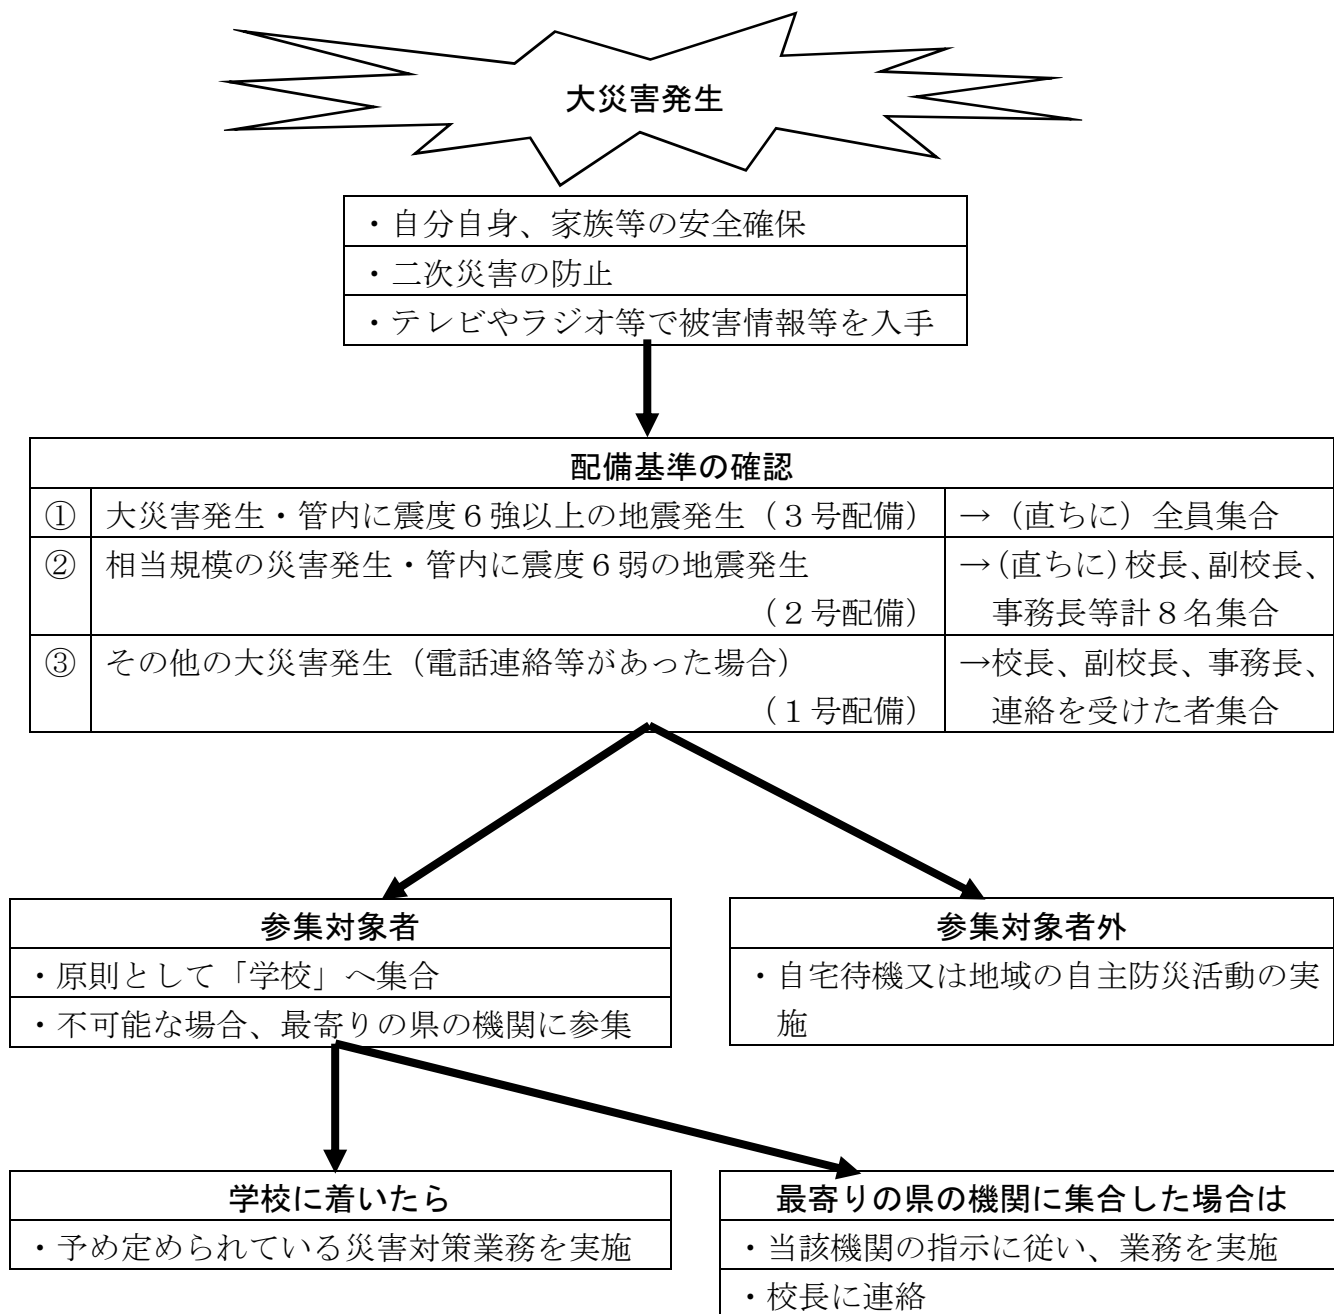 大災害発生
・自分自身、家族等の安全確保
・二次災害の防止
・テレビやラジオ等で被害情報等を入手
配備基準の確認
① 大災害発生・管内に震度６強以上の地震発生（３号配備） →（直ちに）全員集合
② 相当規模の災害発生・管内に震度６弱の地震発生
（２号配備）
→（直ちに）校長、副校長、
事務長等計８名集合
③ その他の大災害発生（電話連絡等があった場合）
（１号配備）
→校長、副校長、事務長、
連絡を受けた者集合
参集対象者
・原則として「学校」へ集合
・不可能な場合、最寄りの県の機関に参集
参集対象者外
・自宅待機又は地域の自主防災活動の実
施
学校に着いたら
・予め定められている災害対策業務を実施
最寄りの県の機関に集合した場合は
・当該機関の指示に従い、業務を実施
・校長に連絡